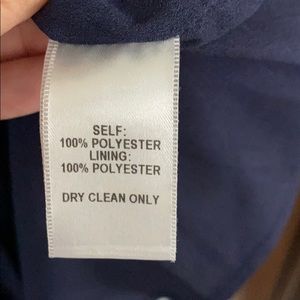 SELF:
100% POLYESTER
LINING:
100% POLYESTER
DRY CLEAN ONLY